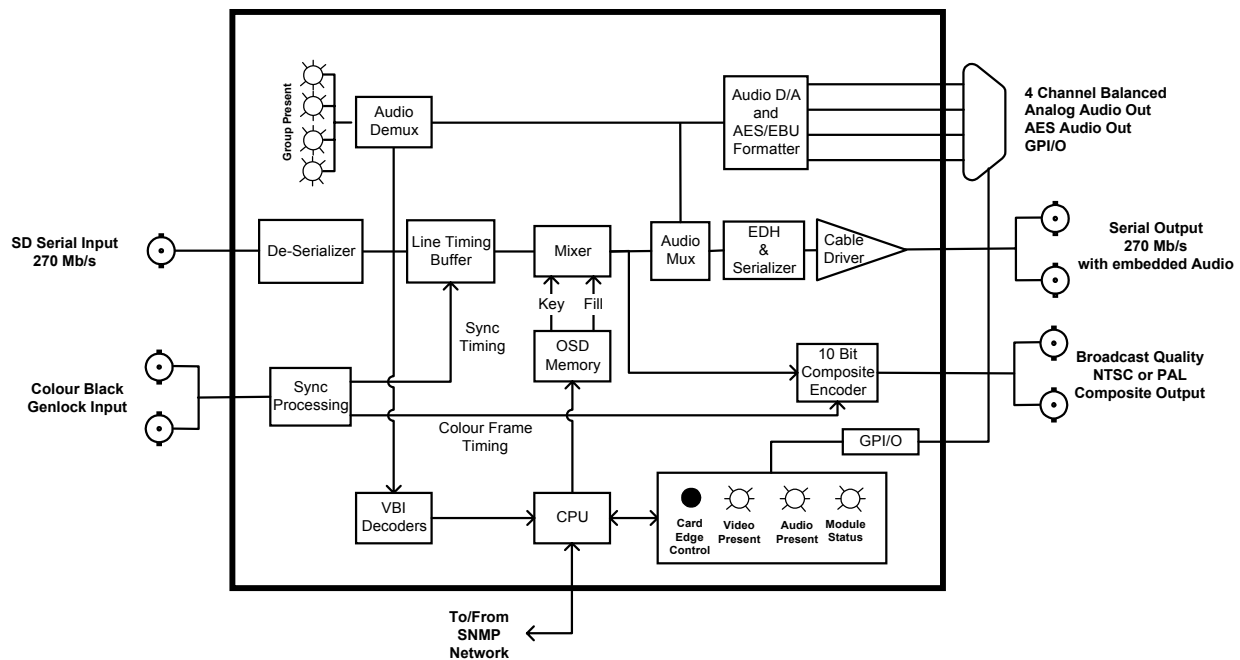 Group Present
Audio
Demux
Audio D/A
and
AES/EBU
Formatter
4 Channel Balanced
Analog Audio Out
AES Audio Out
GPI/O
SD Serial Input
270 Mb/s
De-Serializer
Line Timing
Buffer
Mixer
Audio
Mux
EDH
&
Serializer
Cable
Driver
Serial Output
270 Mb/s
with embedded Audio
Key
Fill
Sync
Timing
OSD
Memory
10 Bit
Composite
Encoder
Broadcast Quality
NTSC or PAL
Composite Output
Colour Black
Genlock Input
Sync
Processing
Colour Frame
Timing
GPI/O
VBI
Decoders
CPU
Card
Edge
Control
Video
Present
Audio
Present
Module
Status
To/From
SNMP
Network